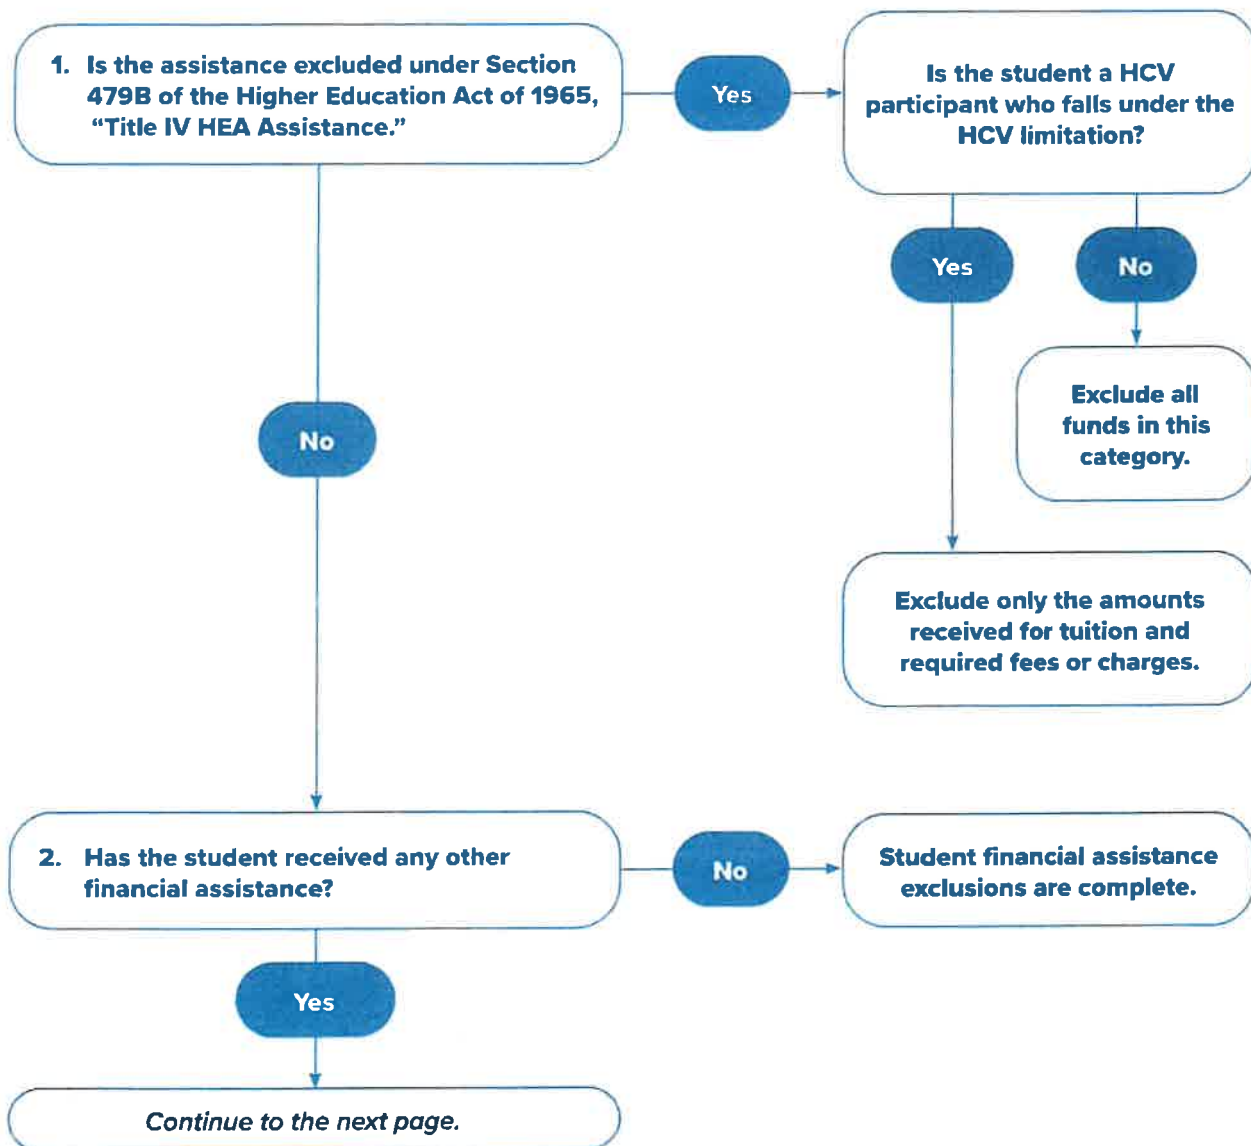 1. Is the assistance excluded under Section
479B of the Higher Education Act of 1965,
“Title IV HEA Assistance.”
Yes
Is the student a HCV
participant who falls under the
HCV limitation?
Yes
No
Exclude all
funds in this
category.
No
Exclude only the amounts
received for tuition and
required fees or charges.
2. Has the student received any other
financial assistance?
No
Student financial assistance
exclusions are complete.
Yes
Continue to the next page.